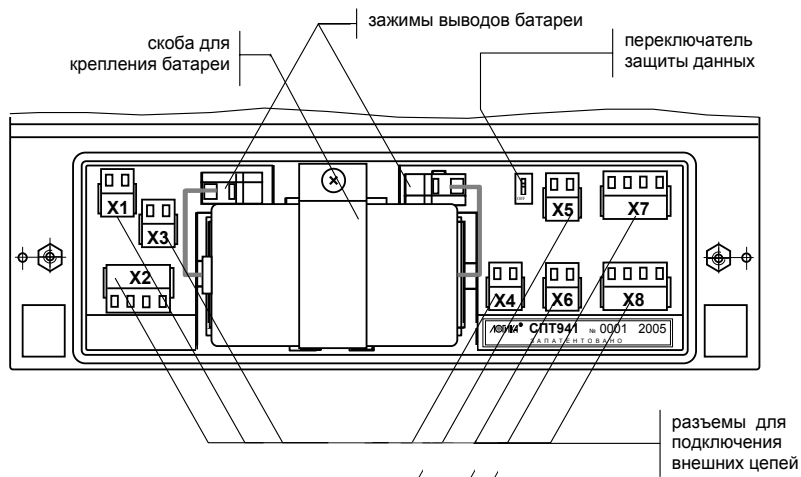 зажимы выводов батареи
скоба для
крепления батареи
переключатель
защиты данных
X1
X3
X2
X5
X7
X4
X6
X8
ЛОГИКА® СПТ941 № 0001 2005
ЗАПАТЕНТОВАНО
разъемы для
подключения
внешних цепей